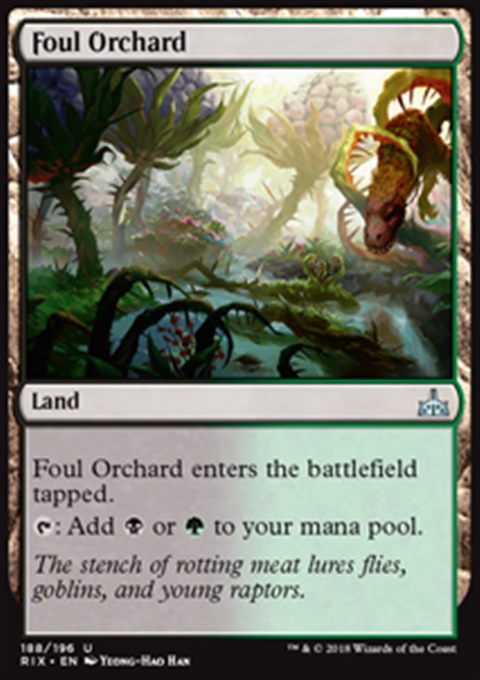 Foul Orchard
Land
Foul Orchard enters the battlefield
tapped.
: Add or to your mana pool.
The stench of rotting meat lures flies,
goblins, and young raptors.
188/196 U
RIX • EN Yeong-Hao Han
™ & © 2018 Wizards of the Coast